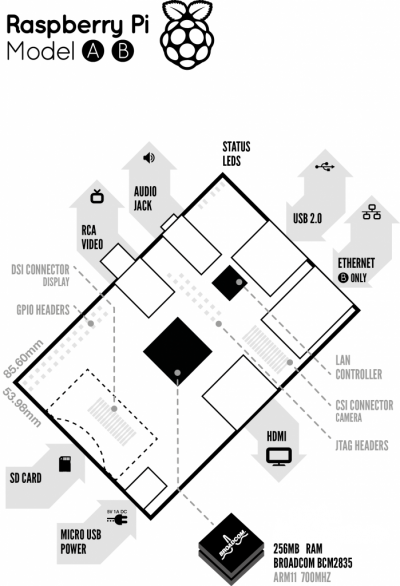 Raspberry Pi
Model A B
STATUS
LEDS
AUDIO
JACK
USB 2.0
RCA
VIDEO
ETHERNET
B ONLY
DSI CONNECTOR
DISPLAY
GPIO HEADERS
85.60mm
53.98mm
LAN
CONTROLLER
CSI CONNECTOR
CAMERA
JTAG HEADERS
HDMI
SD CARD
5V 1A DC
MICRO USB
POWER
BROADCOM
256MB RAM
BROADCOM BCM2835
ARM11 700MHZ